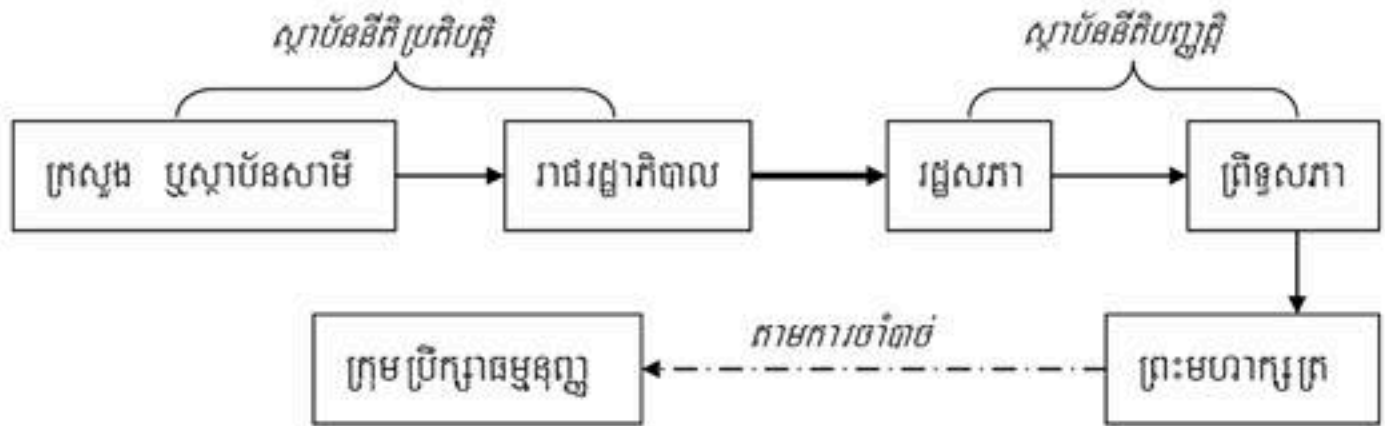 ស្ថាប័ននីតិប្រតិបត្តិ ស្ថាប័ននីតិបញ្ញត្តិ
ក្រសួង ឬស្ថាប័នសាមី រាជរដ្ឋាភិបាល រដ្ឋសភា ព្រឹទ្ធសភា
តាមការចាំបាច់
ក្រុមប្រឹក្សាធម្មនុញ្ញ ព្រះមហាក្សត្រ